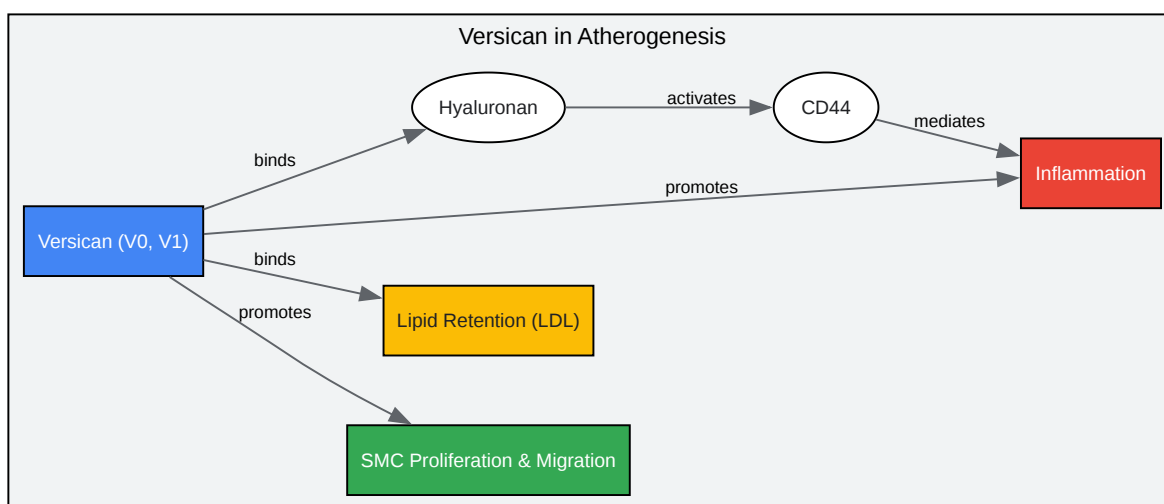 Versican in Atherogenesis
Hyaluronan
activates
CD44
mediates
binds
Inflammation
promotes
Versican (V0, V1)
binds
Lipid Retention (LDL)
promotes
SMC Proliferation & Migration